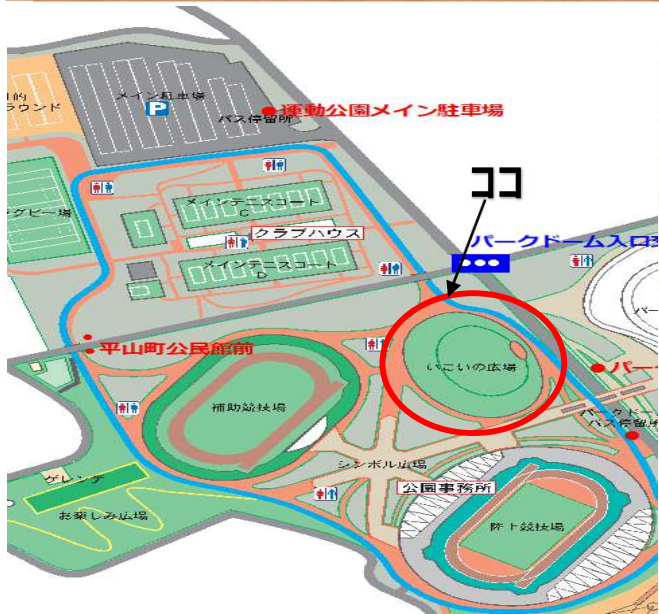 メイン駐車場
P
バス停留所
運動公園メイン駐車場
ラウンド
グビー場
メインテニスコート
C
クラブハウス
メインテニスコート
D
ココ
パークドーム入口交
平山町公民館前
いこいの広場
パー
パー
補助競技場
パークドー
バス停留所
シンボル広場
ゲレンデ
公園事務所
お楽しみ広場
陸上競技場